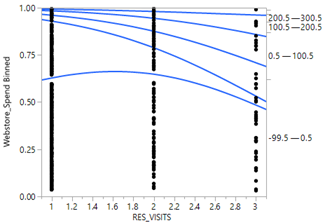 1.00
0.75
0.50
0.25
0.00
Webstore_Spend Binned
200.5 — 300.5
100.5 — 200.5
0.5 — 100.5
-99.5 — 0.5
1 1.2 1.4 1.6 1.8 2 2.2 2.4 2.6 2.8 3
RES_VISITS